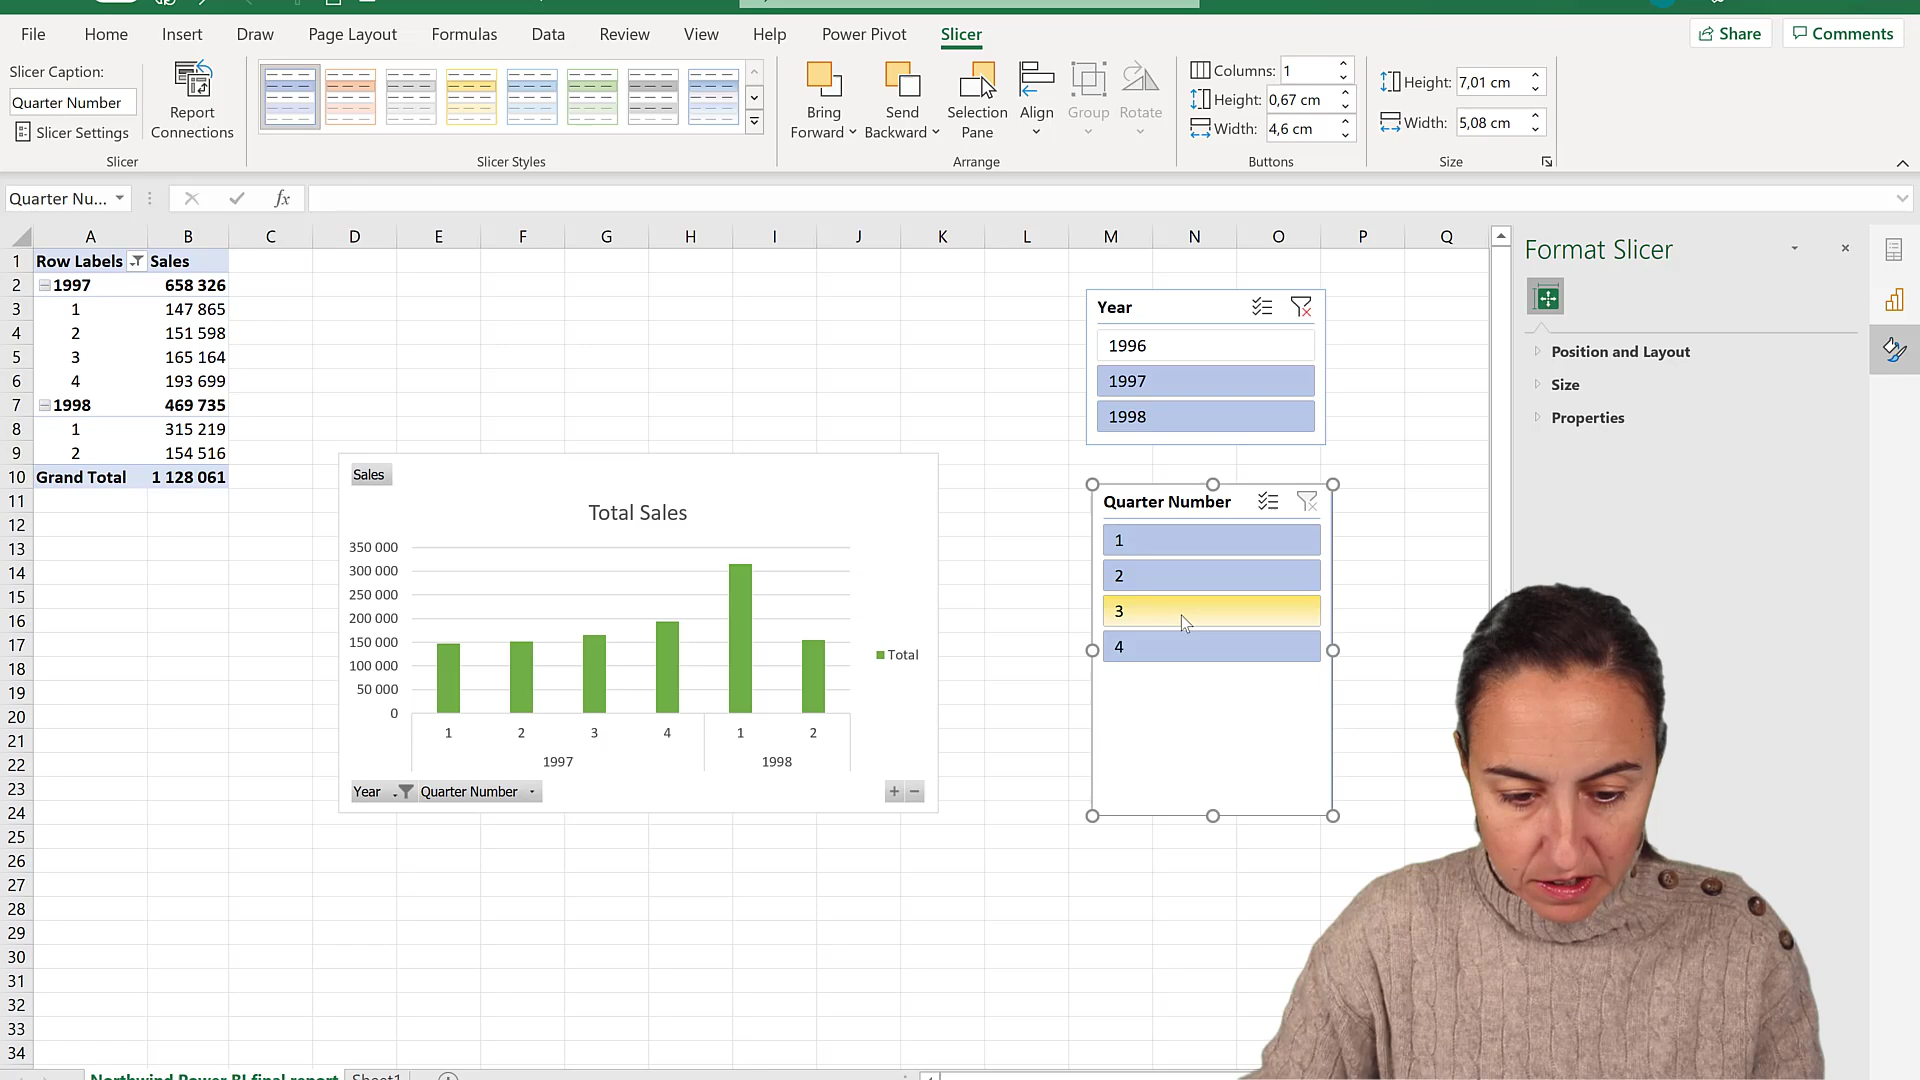 File Home Insert Draw Page Layout Formulas Data Review View Help Power Pivot Slicer Share Comments
Slicer Caption:
Quarter Number
Slicer Settings
Report
Connections
Slicer
Slicer Styles
Bring
Forward
Send
Backward
Selection
Pane
Align
Group
Rotate
Arrange
Columns: 1
Height: 0,67 cm
Width: 4,6 cm
Buttons
Height: 7,01 cm
Width: 5,08 cm
Size
Quarter Nu... fx
A B C D E F G H I J K L M N O P Q
1 Row Labels Sales
2 1997 658 326
3 1 147 865
4 2 151 598
5 3 165 164
6 4 193 699
7 1998 469 735
8 1 315 219
9 2 154 516
10 Grand Total 1 128 061
11
12
13
14
15
16
17
18
19
20
21
22
23
24
25
26
27
28
29
30
31
32
33
34
Sales
Total Sales
350 000
300 000
250 000
200 000
150 000
100 000
50 000
0
1 2 3 4 1 2
1997 1998
Total
Year Quarter Number
Year
1996
1997
1998
Quarter Number
1
2
3
4
Format Slicer
Position and Layout
Size
Properties
Northwind Power BI final report Sheet1